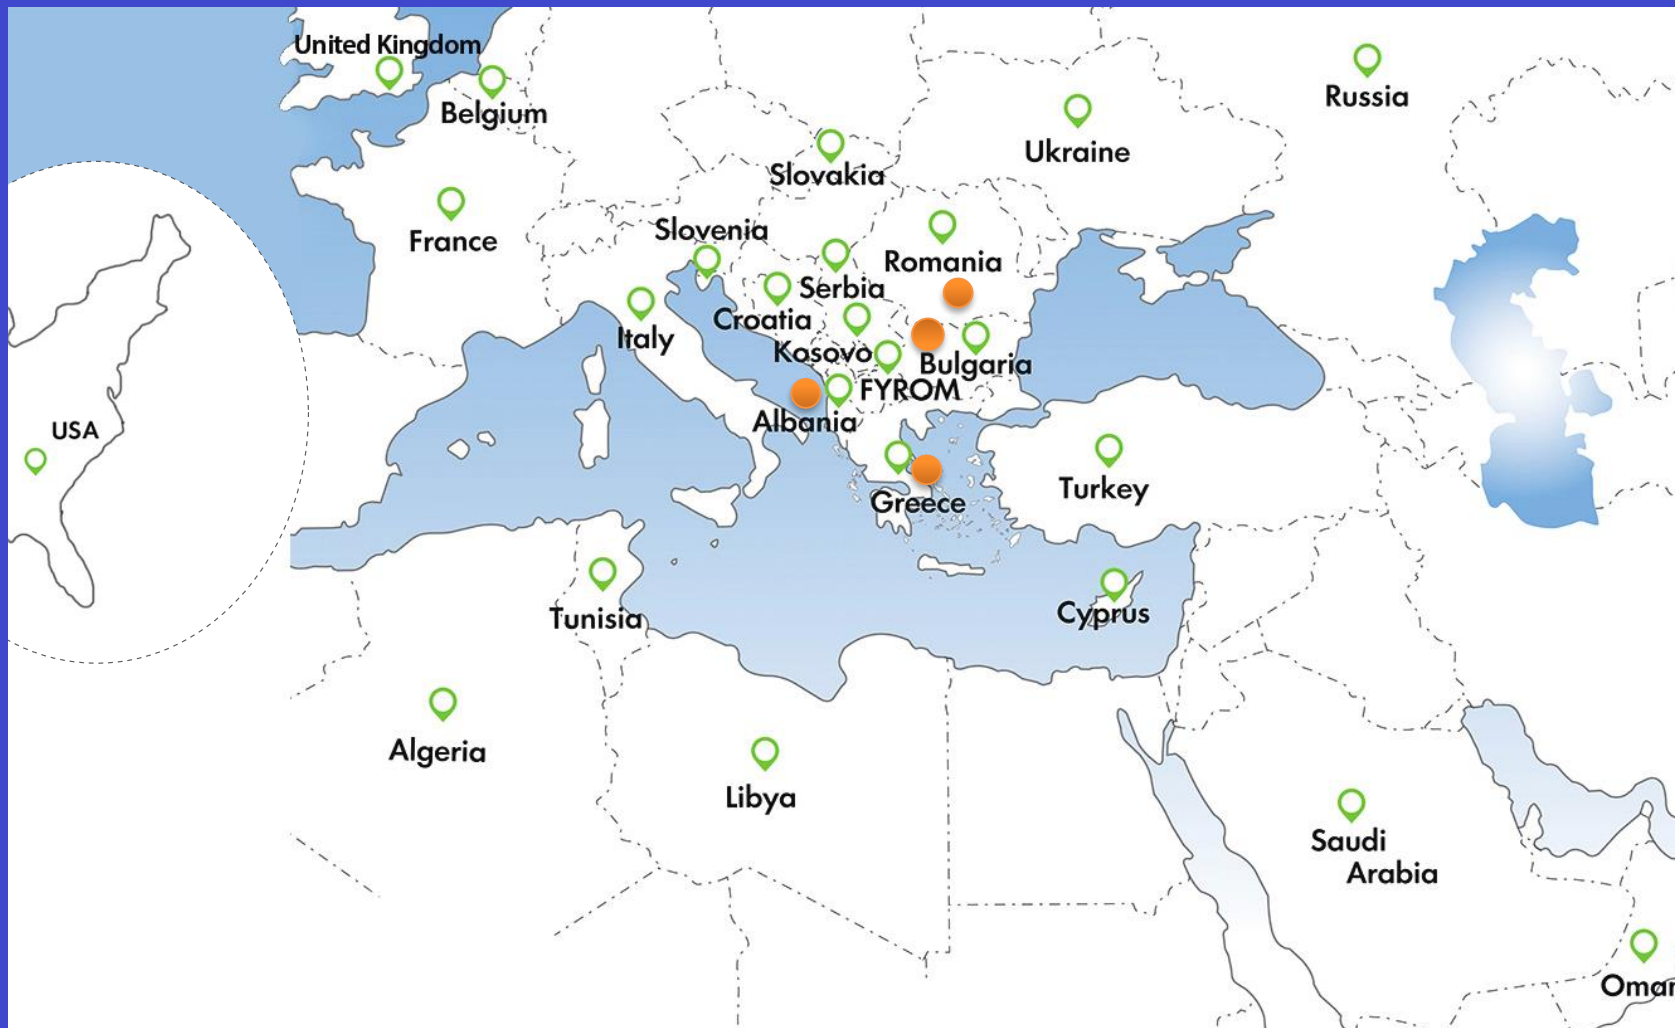 United Kingdom
Belgium
Russia
Ukraine
Slovakia
France
Slovenia
Romania
Serbia
Croatia
Italy
Kosovo
Bulgaria
FYROM
Albania
USA
Turkey
Greece
Tunisia
Cyprus
Algeria
Libya
Saudi
Arabia
Omar